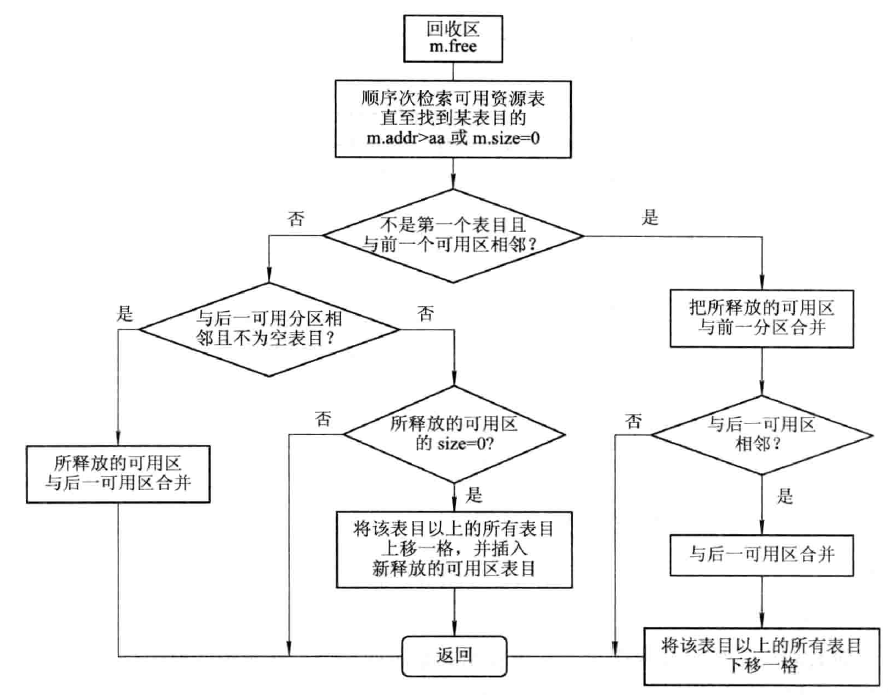 回收区
m.free
顺序次检索可用资源表
直至找到某表目的
m.addr>aa 或 m.size=0
不是第一个表目且
与前一个可用区相邻?
否
是
与后一可用分区相
邻且不为空表目?
是
否
把所释放的可用区
与前一分区合并
所释放的可用区
的 size=0?
否
是
与后一可用区
相邻?
否
是
所释放的可用区
与后一可用区合并
将该表目以上的所有表目
上移一格,并插入
新释放的可用区表目
与后一可用区合并
返回
将该表目以上的所有表目
下移一格